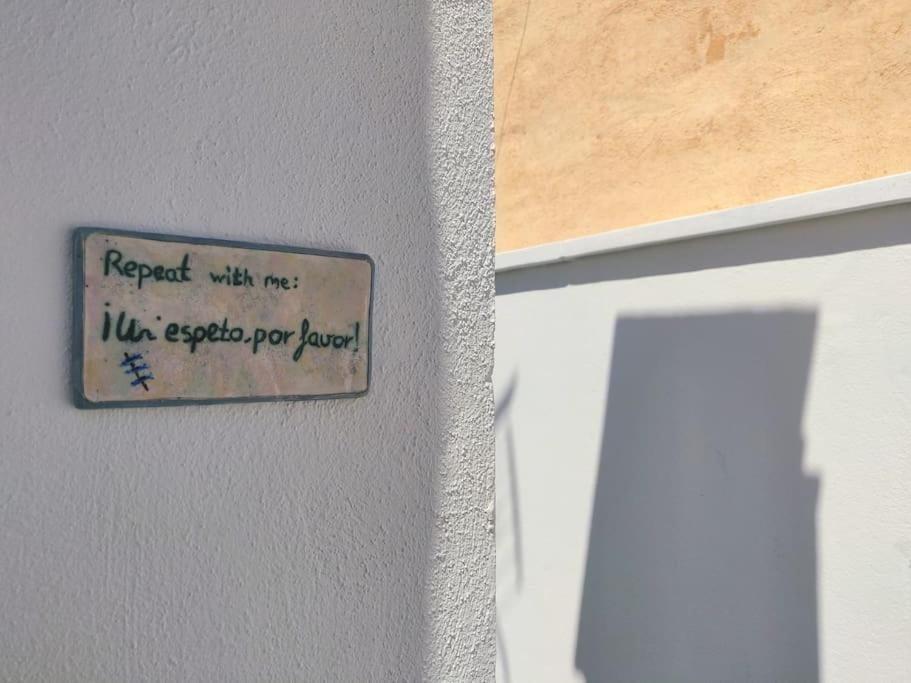 Repeat with me:
¡Un espeto, por favor!